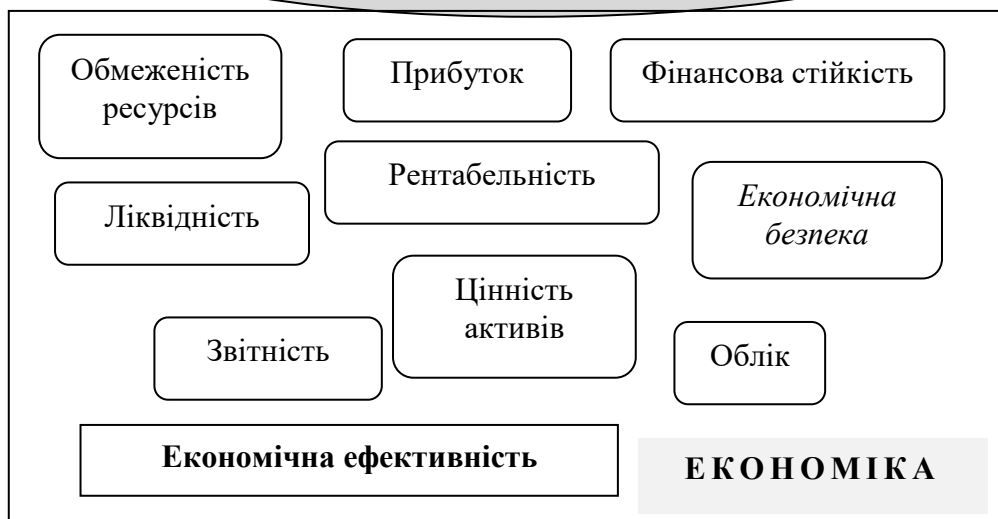 Обмеженість
ресурсів
Прибуток
Фінансова стійкість
Рентабельність
Ліквідність
Економічна
безпека
Цінність
активів
Звітність
Облік
Економічна ефективність
ЕКОНОМІКА